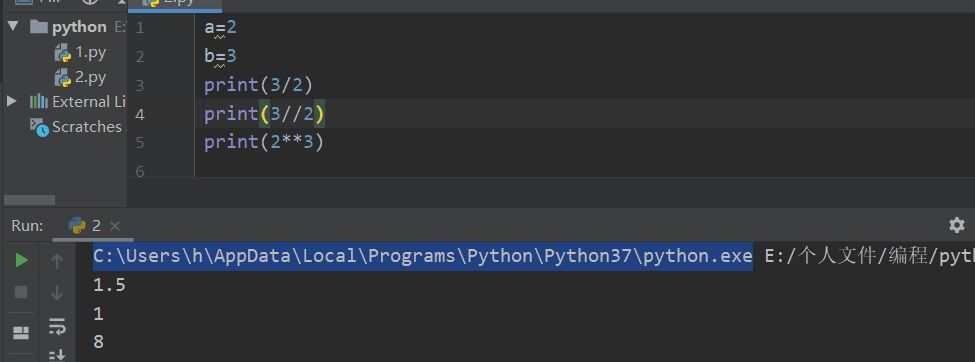 2.py
python E:
1.py
2.py
External Li
Scratches
1 a=2
2 b=3
3 print(3/2)
4 print(3//2)
5 print(2**3)
6
Run: 2
C:\Users\h\AppData\Local\Programs\Python\Python37\python.exe E:/个人文件/编程/pyth
1.5
1
8